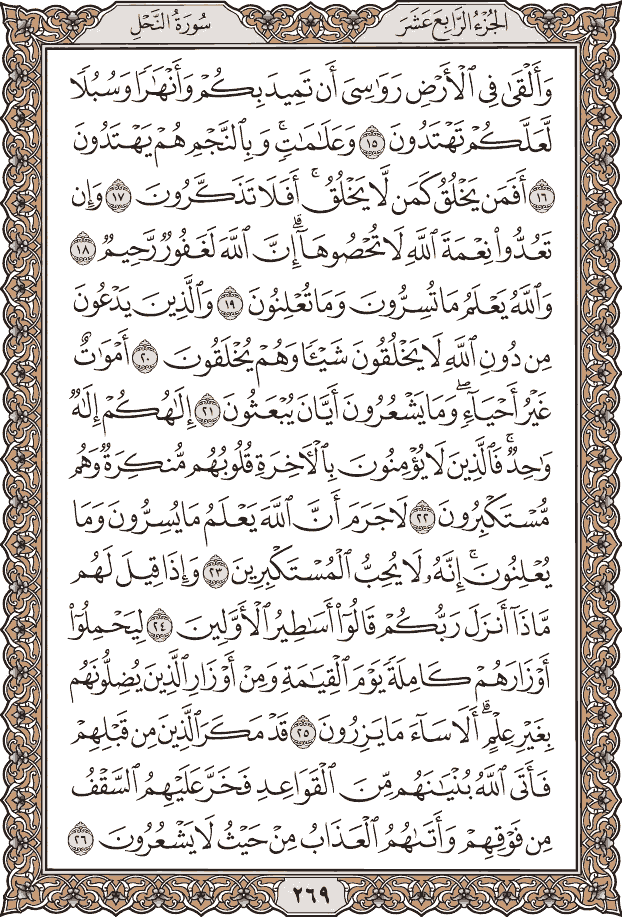 الجُزْءُ الرَّابِعَ عَشَرَ
سُورَةُ النَّحْلِ
وَأَلْقَىٰ فِى ٱلْأَرْضِ رَوَٰسِىَ أَن تَمِيدَ بِكُمْ وَأَنْهَٰرًا وَسُبُلًا
لَّعَلَّكُمْ تَهْتَدُونَ ١٥ وَعَلَٰمَٰتٍۚ وَبِٱلنَّجْمِ هُمْ يَهْتَدُونَ
١٦ أَفَمَن يَخْلُقُ كَمَن لَّا يَخْلُقُۚ أَفَلَا تَذَكَّرُونَ ١٧ وَإِن
تَعُدُّوا۟ نِعْمَةَ ٱللَّهِ لَا تُحْصُوهَآۗ إِنَّ ٱللَّهَ لَغَفُورٌ رَّحِيمٌ ١٨
وَٱللَّهُ يَعْلَمُ مَا تُسِرُّونَ وَمَا تُعْلِنُونَ ١٩ وَٱلَّذِينَ يَدْعُونَ
مِن دُونِ ٱللَّهِ لَا يَخْلُقُونَ شَيْـًٔا وَهُمْ يُخْلَقُونَ ٢٠ أَمْوَٰتٌ
غَيْرُ أَحْيَآءٍۖ وَمَا يَشْعُرُونَ أَيَّانَ يُبْعَثُونَ ٢١ إِلَٰهُكُمْ إِلَٰهٌ
وَٰحِدٌۚ فَٱلَّذِينَ لَا يُؤْمِنُونَ بِٱلْءَاخِرَةِ قُلُوبُهُم مُّنكِرَةٌ وَهُم
مُّسْتَكْبِرُونَ ٢٢ لَا جَرَمَ أَنَّ ٱللَّهَ يَعْلَمُ مَا يُسِرُّونَ وَمَا
يُعْلِنُونَۚ إِنَّهُۥ لَا يُحِبُّ ٱلْمُسْتَكْبِرِينَ ٢٣ وَإِذَا قِيلَ لَهُم
مَّاذَآ أَنزَلَ رَبُّكُمْ قَالُوٓا۟ أَسَٰطِيرُ ٱلْأَوَّلِينَ ٢٤ لِيَحْمِلُوٓا۟
أَوْزَارَهُمْ كَامِلَةً يَوْمَ ٱلْقِيَٰمَةِ وَمِنْ أَوْزَارِ ٱلَّذِينَ يُضِلُّونَهُم
بِغَيْرِ عِلْمٍۗ أَلَا سَآءَ مَا يَزِرُونَ ٢٥ قَدْ مَكَرَ ٱلَّذِينَ مِن قَبْلِهِمْ
فَأَتَى ٱللَّهُ بُنْيَٰنَهُم مِّنَ ٱلْقَوَاعِدِ فَخَرَّ عَلَيْهِمُ ٱلسَّقْفُ
مِن فَوْقِهِمْ وَأَتَىٰهُمُ ٱلْعَذَابُ مِنْ حَيْثُ لَا يَشْعُرُونَ ٢٦
٢٦٩